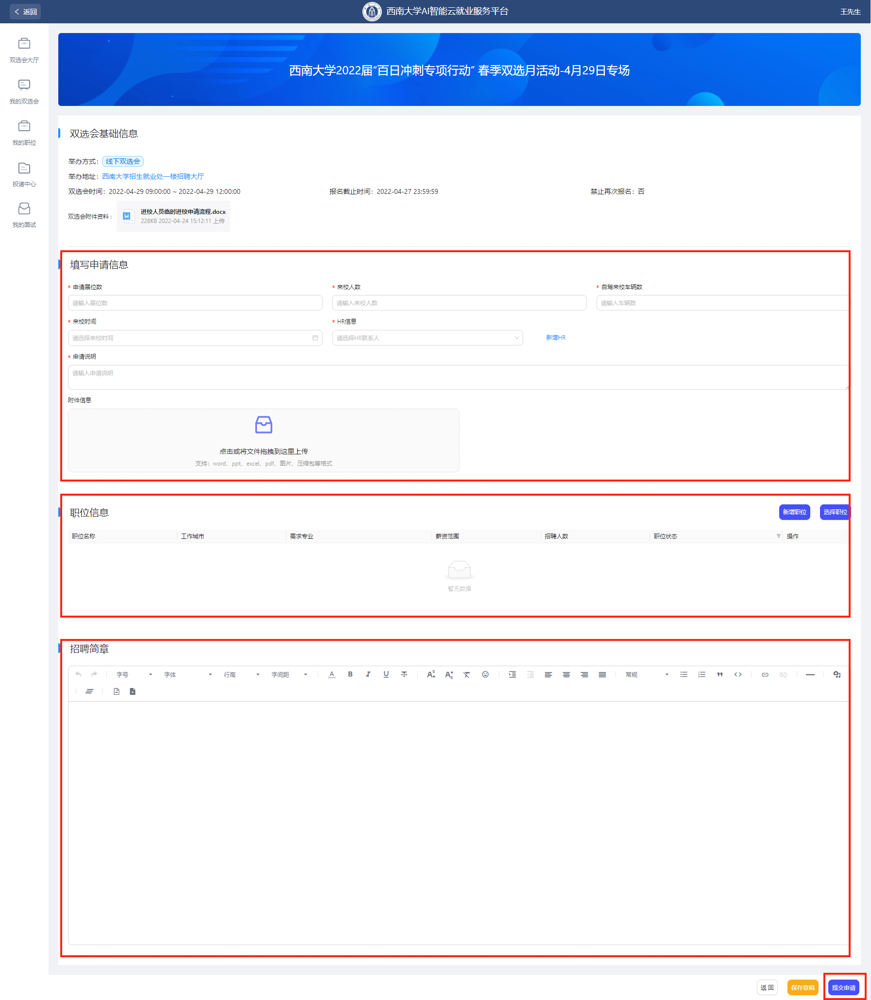 返回
西南大学AI智能云就业服务平台
王先生
双选会大厅
我的双选会
我的职位
投递中心
我的面试
西南大学2022届“百日冲刺专项行动” 春季双选月活动-4月29日专场
双选会基础信息
举办方式： 线下双选会
举办地址： 西南大学招生就业处一楼招聘大厅
双选会时间： 2022-04-29 09:00:00 ~ 2022-04-29 12:00:00 报名截止时间： 2022-04-27 23:59:59 禁止再次报名： 否
双选会附件资料：
进校人员临时进校申请流程.docx
228KB 2022-04-24 15:12:11 上传
填写申请信息
* 申请展位数 * 来校人数 * 自驾来校车辆数
请输入展位数 请输入来校人数 请输入车辆数
* 来校时间 * HR信息
请选择来校时间 请选择HR联系人 新增HR
* 申请说明
请输入申请说明
附件信息
点击或将文件拖拽到这里上传
支持：word、ppt、excel、pdf、图片、压缩包等格式
职位信息 新增职位 选择职位
职位名称 工作城市 需求专业 薪资范围 招聘人数 职位状态 操作
暂无数据
招聘简章
字号 字体 行高 字间距 常规
返 回 保存草稿 提交申请